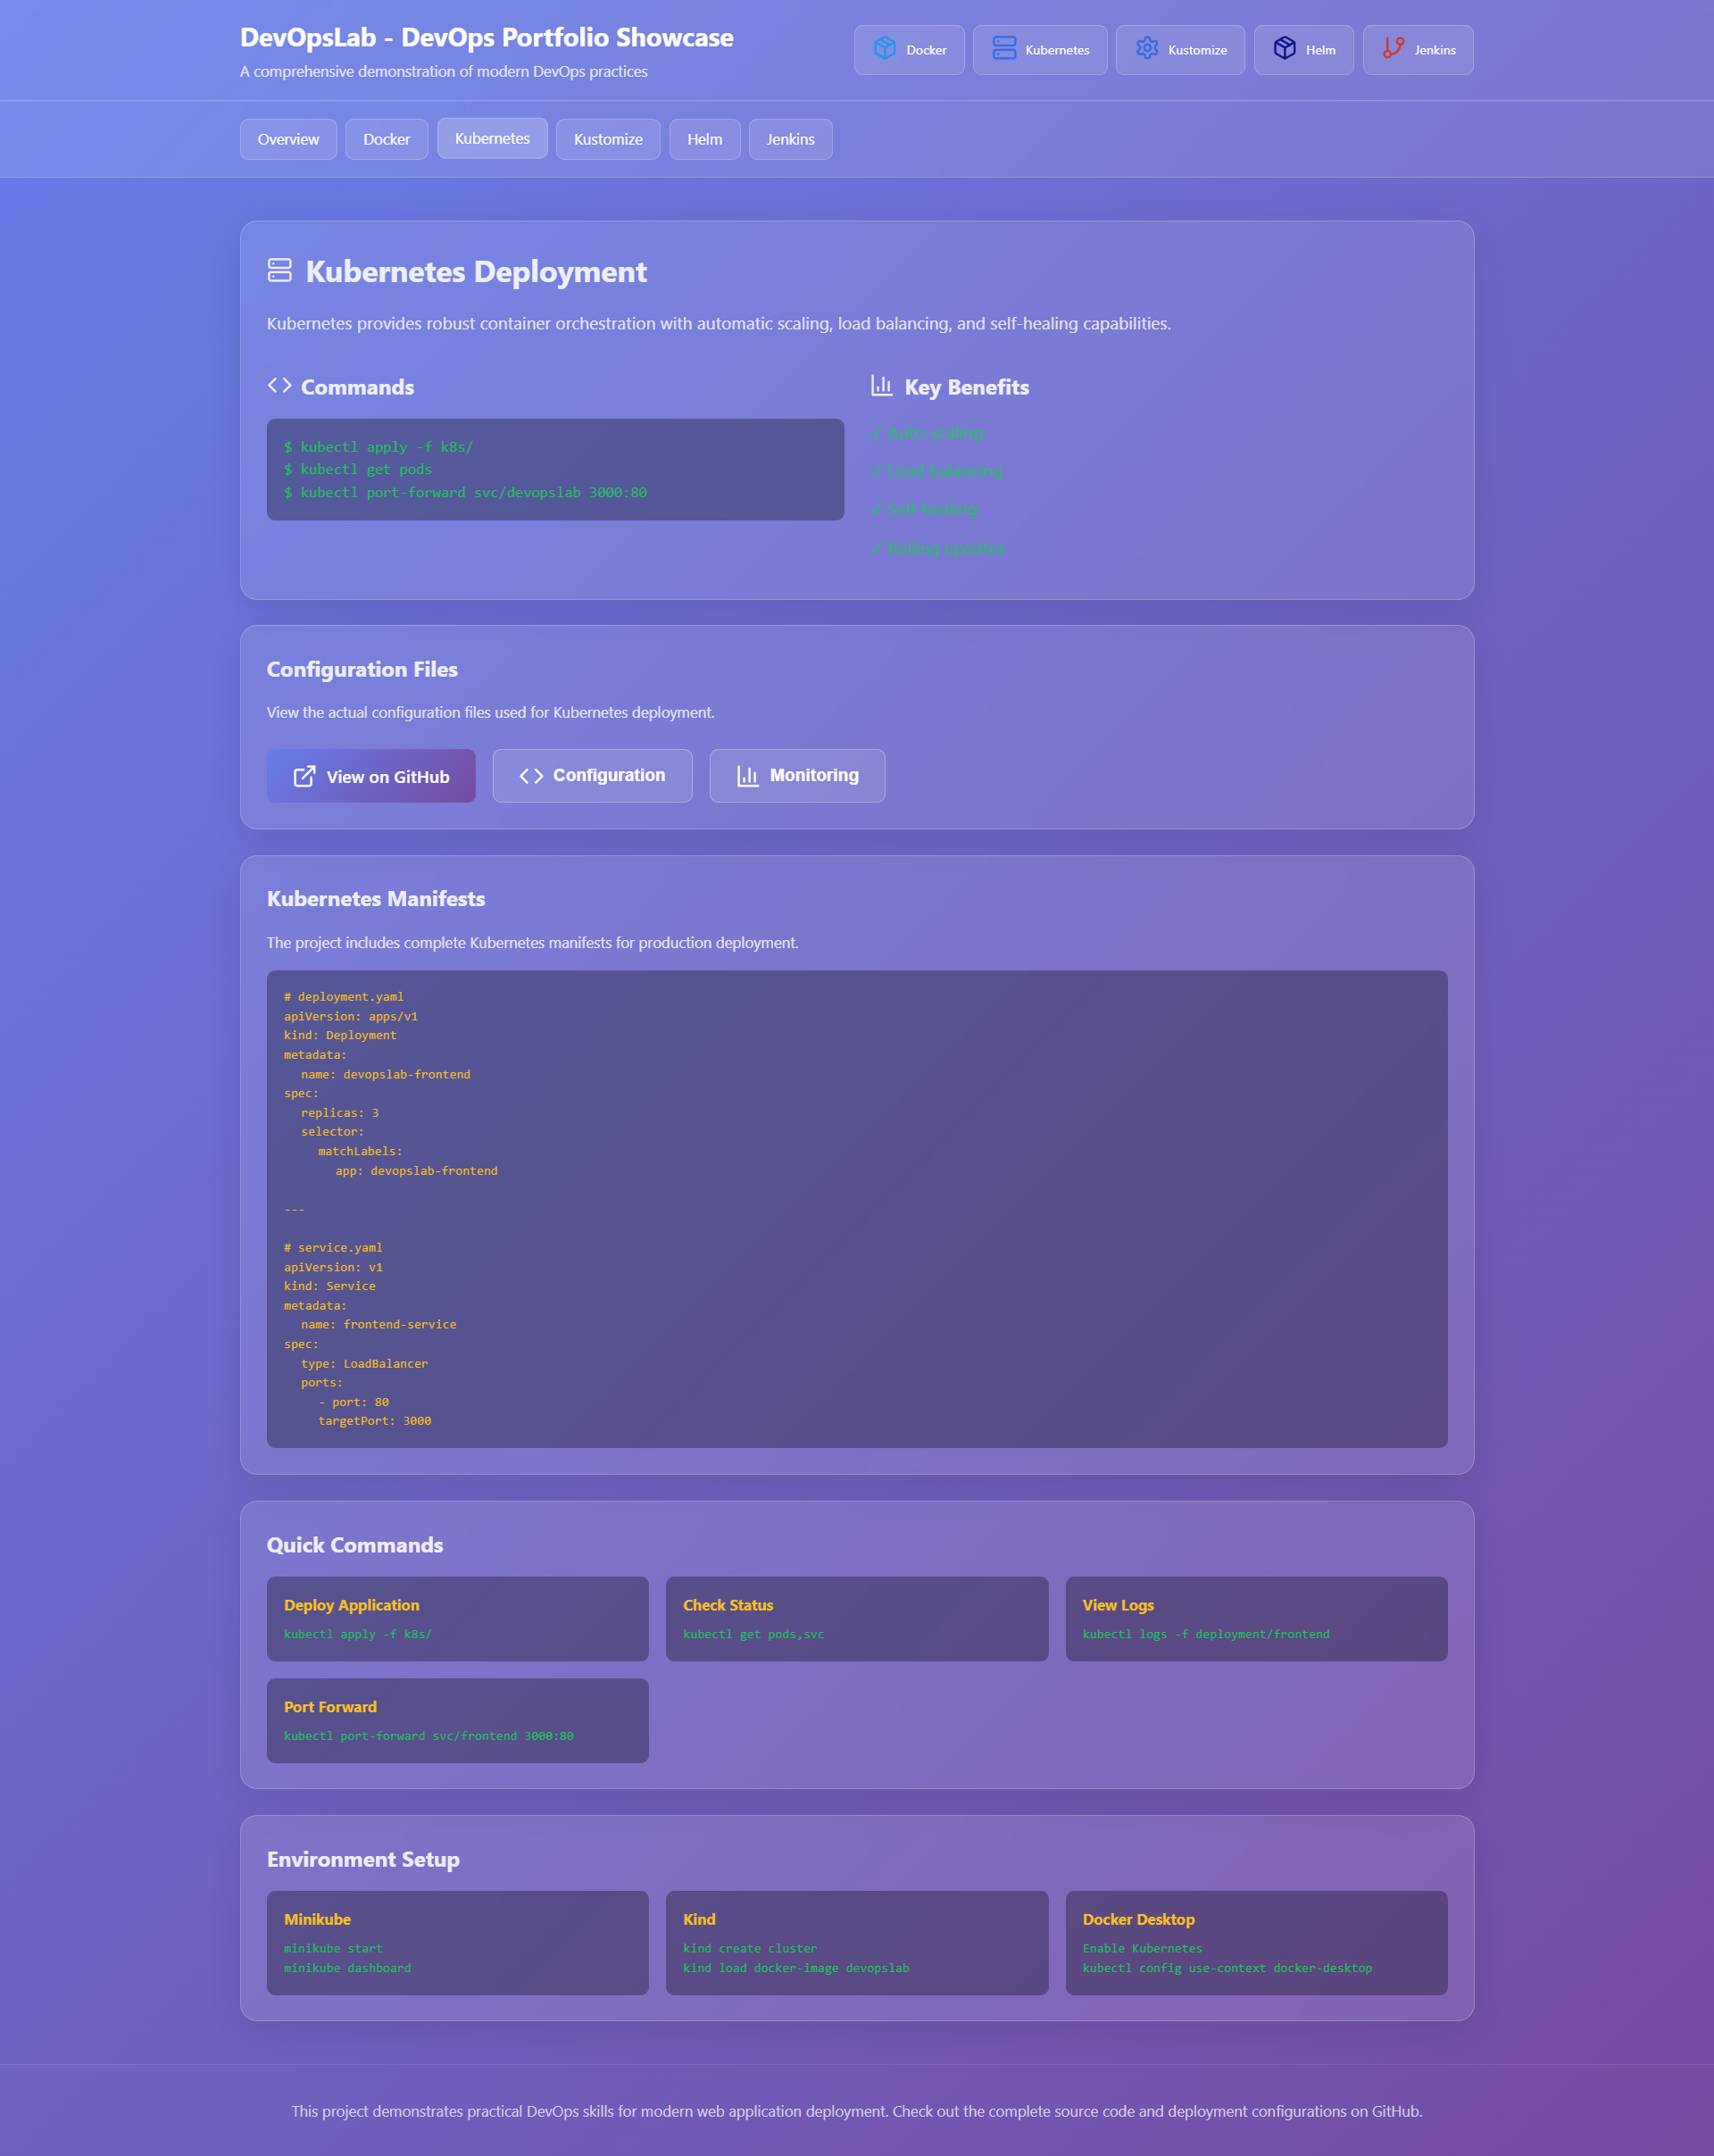 DevOpsLab - DevOps Portfolio Showcase
A comprehensive demonstration of modern DevOps practices
Docker
Kubernetes
Kustomize
Helm
Jenkins
Overview
Docker
Kubernetes
Kustomize
Helm
Jenkins
Kubernetes Deployment
Kubernetes provides robust container orchestration with automatic scaling, load balancing, and self-healing capabilities.
Commands
$ kubectl apply -f k8s/
$ kubectl get pods
$ kubectl port-forward svc/devopslab 3000:80
Key Benefits
✓ Auto-scaling
✓ Load balancing
✓ Self-healing
✓ Rolling updates
Configuration Files
View the actual configuration files used for Kubernetes deployment.
View on GitHub
Configuration
Monitoring
Kubernetes Manifests
The project includes complete Kubernetes manifests for production deployment.
# deployment.yaml
apiVersion: apps/v1
kind: Deployment
metadata:
name: devopslab-frontend
spec:
replicas: 3
selector:
matchLabels:
app: devopslab-frontend
---
# service.yaml
apiVersion: v1
kind: Service
metadata:
name: frontend-service
spec:
type: LoadBalancer
ports:
- port: 80
targetPort: 3000
Quick Commands
Deploy Application
kubectl apply -f k8s/
Check Status
kubectl get pods,svc
View Logs
kubectl logs -f deployment/frontend
Port Forward
kubectl port-forward svc/frontend 3000:80
Environment Setup
Minikube
minikube start
minikube dashboard
Kind
kind create cluster
kind load docker-image devopslab
Docker Desktop
Enable Kubernetes
kubectl config use-context docker-desktop
This project demonstrates practical DevOps skills for modern web application deployment. Check out the complete source code and deployment configurations on GitHub.